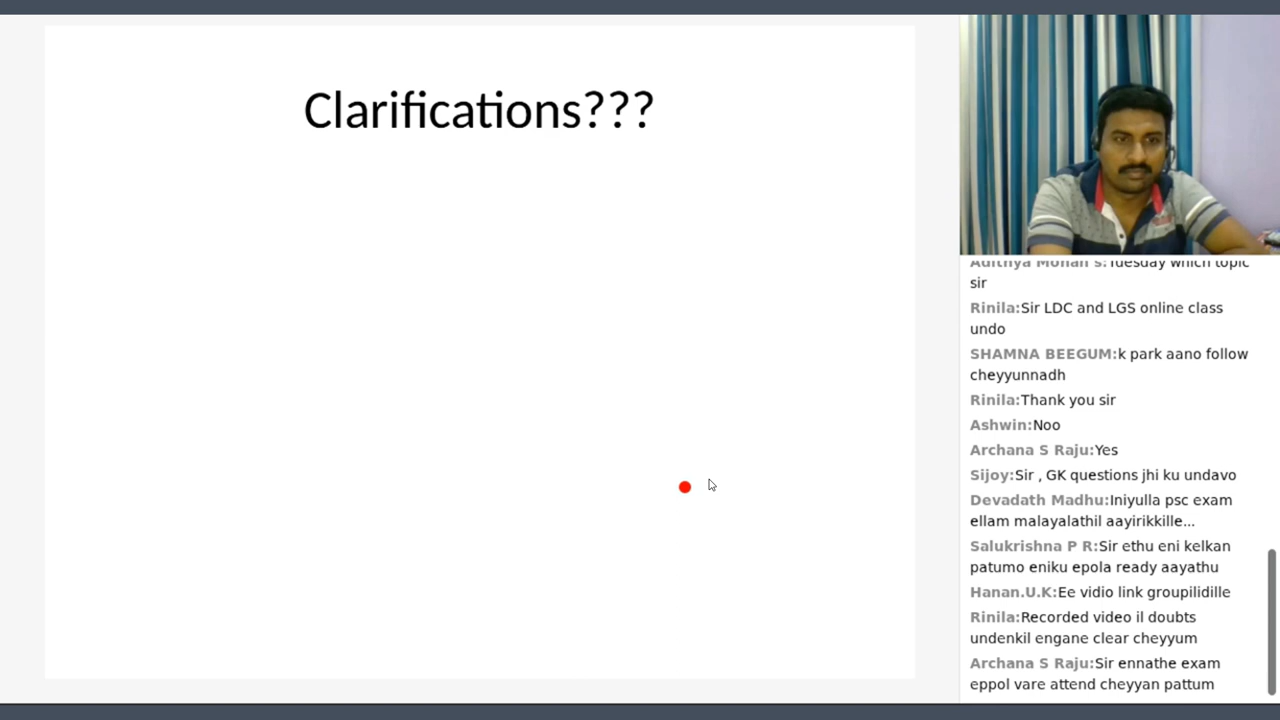 Clarifications???
Adithya Mohan s:Tuesday which topic
sir
Rinila:Sir LDC and LGS online class
undo
SHAMNA BEEGUM:k park aano follow
cheyyunnadh
Rinila:Thank you sir
Ashwin:Noo
Archana S Raju:Yes
Sijoy:Sir , GK questions jhi ku undavo
Devadath Madhu:Iniyulla psc exam
ellam malayalathil aayirikkille...
Salukrishna P R:Sir ethu eni kelkan
patumo eniku epola ready aayathu
Hanan.U.K:Ee vidio link groupilidille
Rinila:Recorded video il doubts
undenkil engane clear cheyyum
Archana S Raju:Sir ennathe exam
eppol vare attend cheyyan pattum